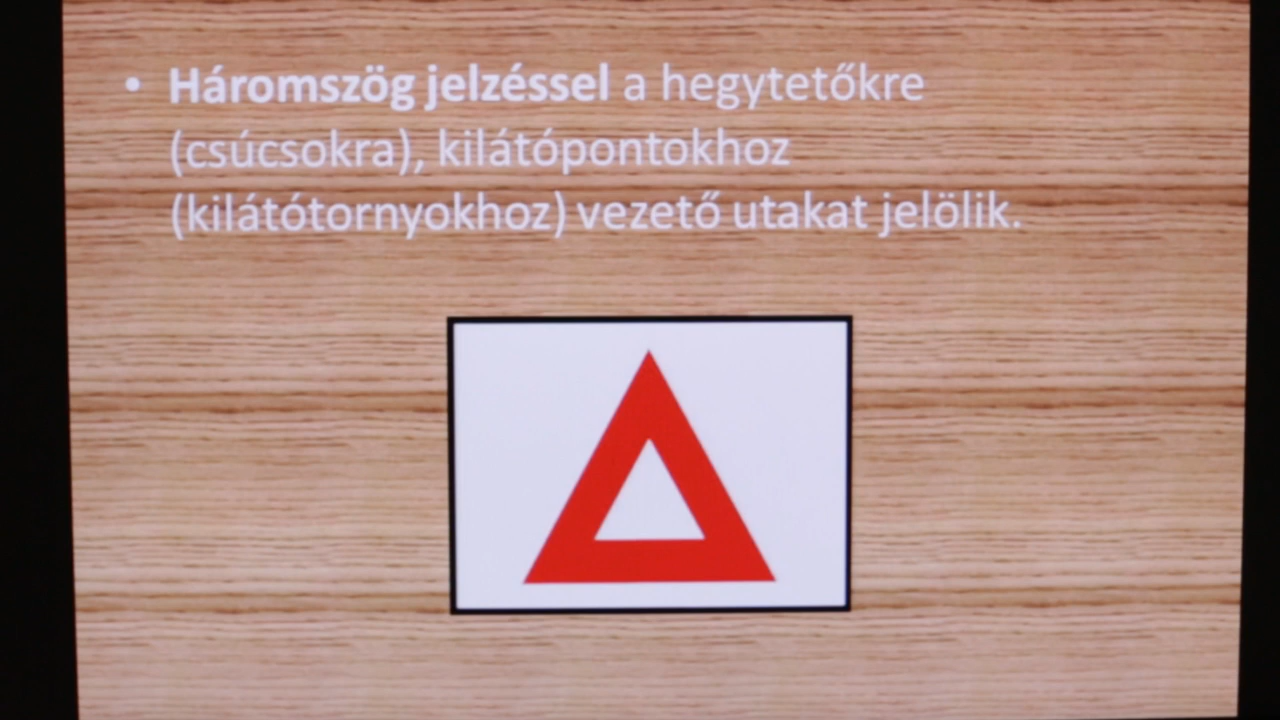 • Háromszög jelzéssel a hegytetőkre
(csúcsokra), kilátópontokhoz
(kilátótornyokhoz) vezető utakat jelölik.